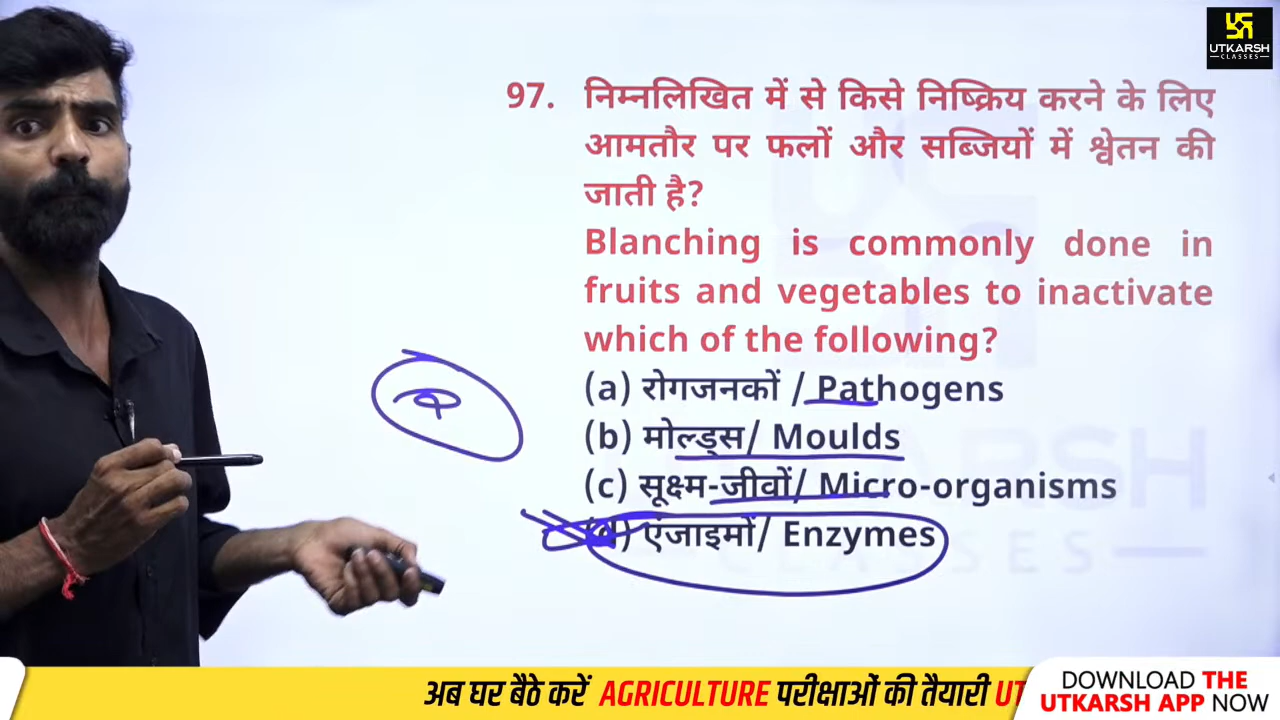 UTKARSH
CLASSES
97. निम्नलिखित में से किसे निष्क्रिय करने के लिए
आमतौर पर फलों और सब्जियों में श्वेतन की
जाती है?
Blanching is commonly done in
fruits and vegetables to inactivate
which of the following?
(a) रोगजनकों / Pathogens
(b) मोल्ड्स/ Moulds
(c) सूक्ष्म-जीवों/ Micro-organisms
(d) एंजाइमों/ Enzymes
अब घर बैठे करें AGRICULTURE परीक्षाओं की तैयारी UT
DOWNLOAD THE
UTKARSH APP NOW